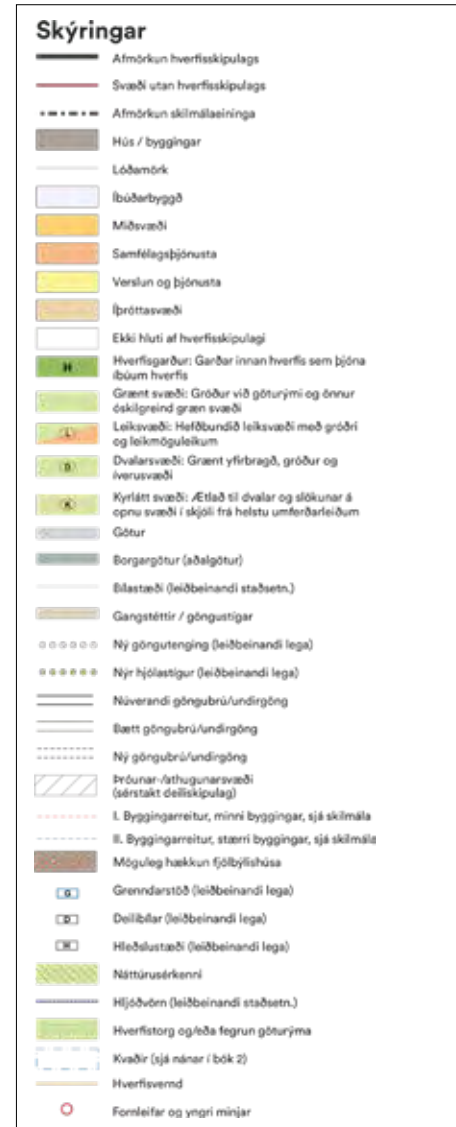 Skýringar
Afmörkun hverfisskipulags
Svæði utan hverfisskipulags
Afmörkun skilmálaeininga
Hús / byggingar
Lóðamörk
Íbúðarbyggð
Miðsvæði
Samfélagsþjónusta
Verslun og þjónusta
Íþróttasvæði
Ekki hluti af hverfisskipulagi
H
Hverfisgarður: Garðar innan hverfis sem þjóna
íbúum hverfis
Grænt svæði: Gróður við göturými og önnur
óskilgreind græn svæði
L
Leiksvæði: Hefðbundið leiksvæði með gróðri
og leikmöguleikum
D
Dvalarsvæði: Grænt yfirbragð, gróður og
íverusvæði
K
Kyrlátt svæði: Ætlað til dvalar og slökunar á
opnu svæði í skjóli frá helstu umferðarleiðum
Götur
Borgargötur (aðalgötur)
Bílastæði (leiðbeinandi staðsetn.)
Gangstéttir / göngustígar
Ný göngutenging (leiðbeinandi lega)
Nýr hjólastígur (leiðbeinandi lega)
Núverandi göngubrú/undirgöng
Bætt göngubrú/undirgöng
Ný göngubrú/undirgöng
Þróunar-/athugunarsvæði
(sérstakt deiliskipulag)
I. Byggingarreitur, minni byggingar, sjá skilmála
II. Byggingarreitur, stærri byggingar, sjá skilmála
Möguleg hækkun fjölbýlishúsa
G
Grenndarstöð (leiðbeinandi lega)
D
Deilibílar (leiðbeinandi lega)
H
Hleðslustæði (leiðbeinandi lega)
Náttúrusérkenni
Hljóðvörn (leiðbeinandi staðsetn.)
Hverfistorg og/eða fegrun göturýma
Kvaðir (sjá nánar í bók 2)
Hverfisvernd
Fornleifar og yngri minjar